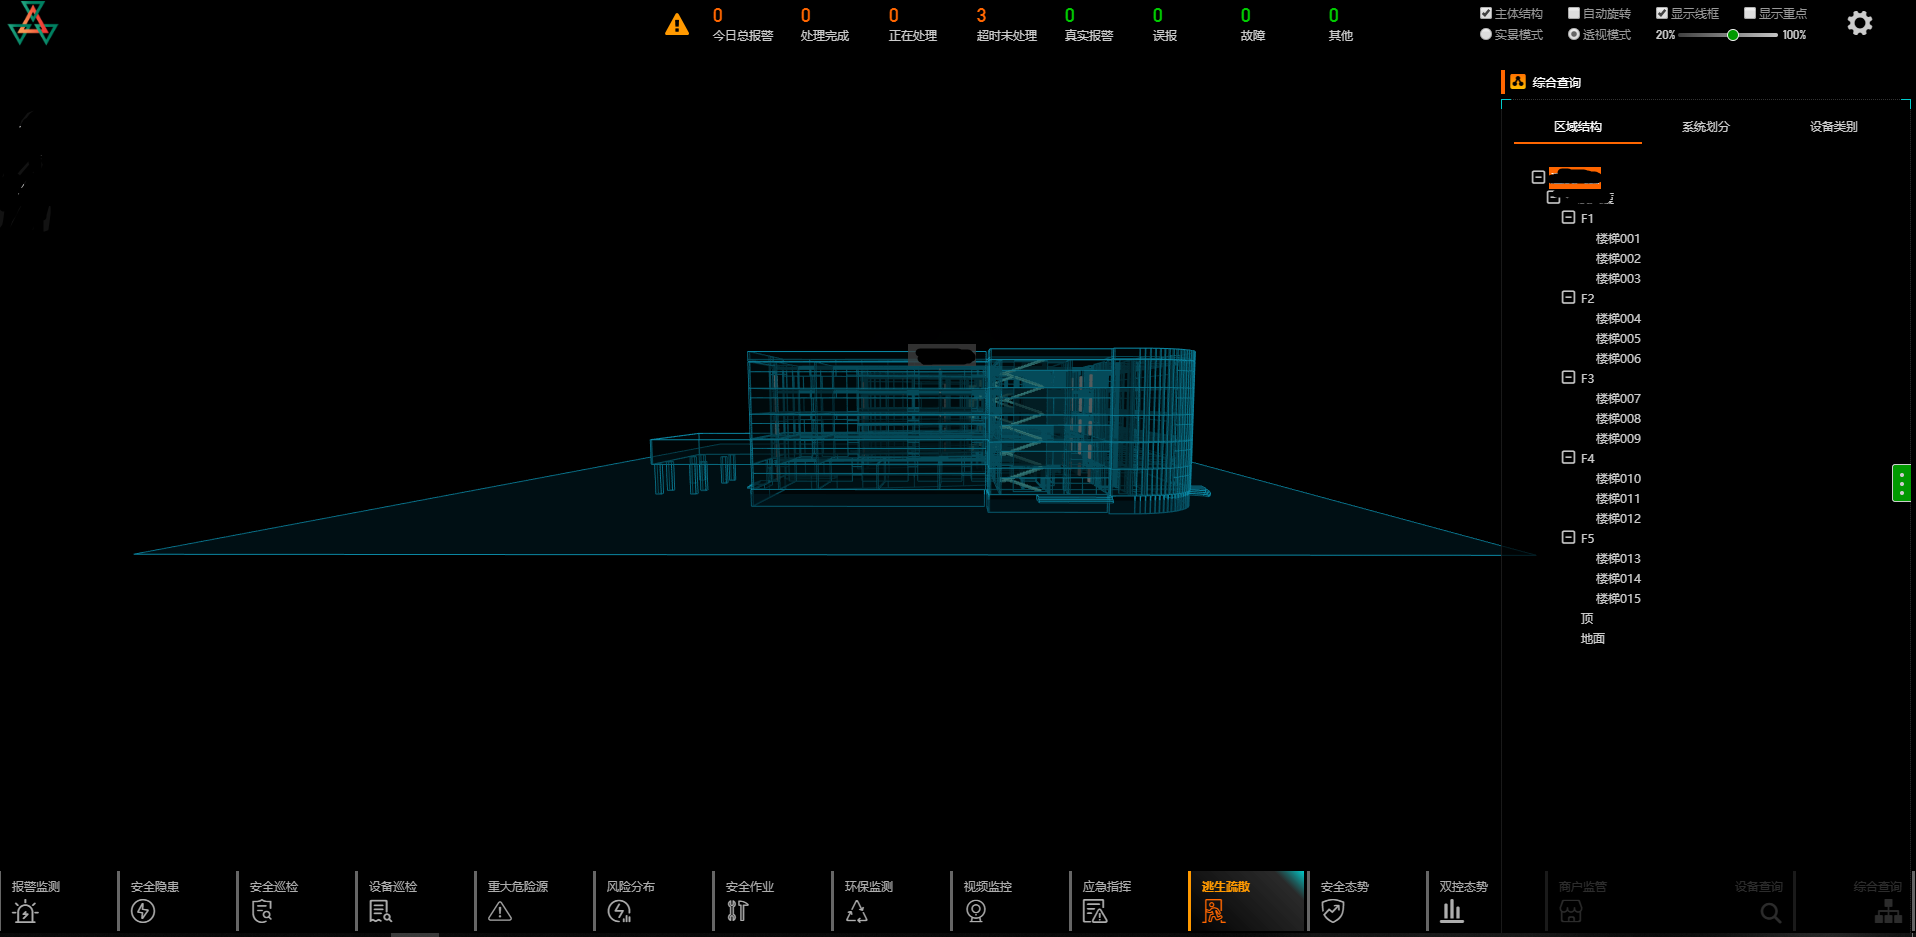 0 0 0 3 0 0 0 0
今日总报警 处理完成 正在处理 超时未处理 真实报警 误报 故障 其他
主体结构 自动旋转 显示线框 显示重点
实景模式 透视模式 20% 100%
综合查询
区域结构 系统划分 设备类别
F1
楼梯001
楼梯002
楼梯003
F2
楼梯004
楼梯005
楼梯006
F3
楼梯007
楼梯008
楼梯009
F4
楼梯010
楼梯011
楼梯012
F5
楼梯013
楼梯014
楼梯015
顶
地面
报警监测 安全隐患 安全巡检 设备巡检 重大危险源 风险分布 安全作业 环保监测 视频监控 应急指挥 逃生疏散 安全态势 双控态势 商户监管 设备查询 综合查询